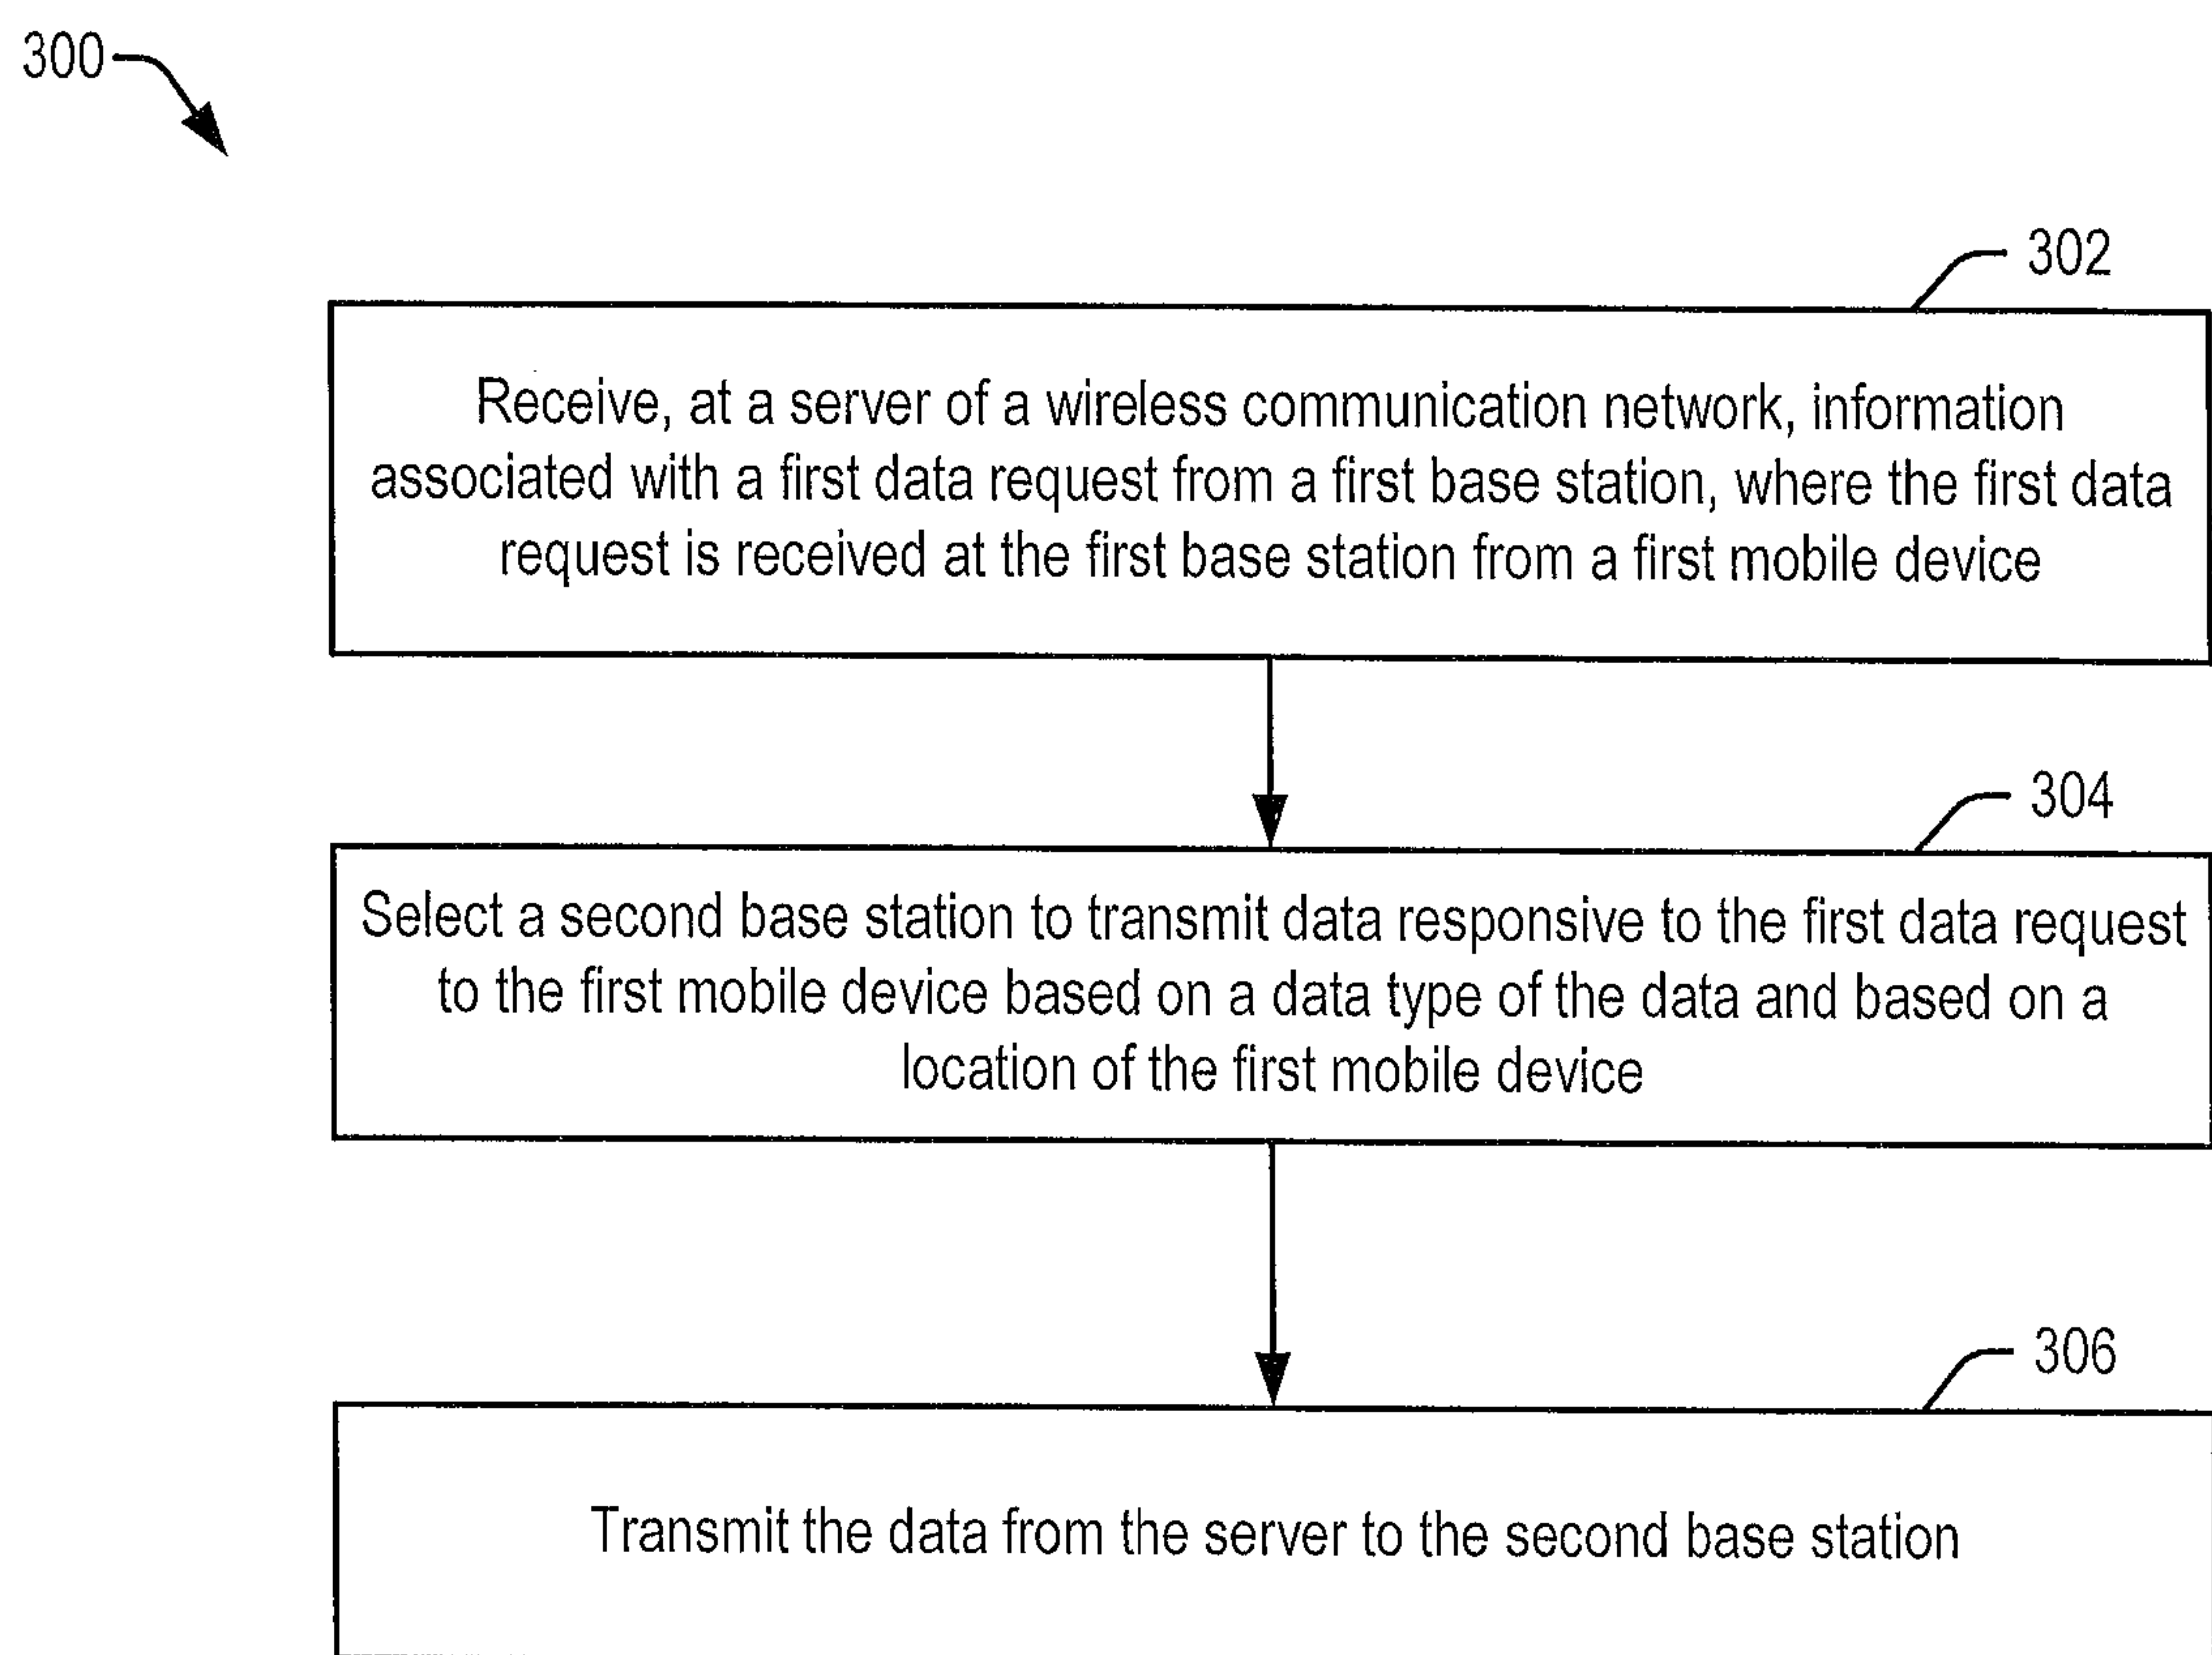 300
302
Receive, at a server of a wireless communication network, information
associated with a first data request from a first base station, where the first data
request is received at the first base station from a first mobile device
304
Select a second base station to transmit data responsive to the first data request
to the first mobile device based on a data type of the data and based on a
location of the first mobile device
306
Transmit the data from the server to the second base station